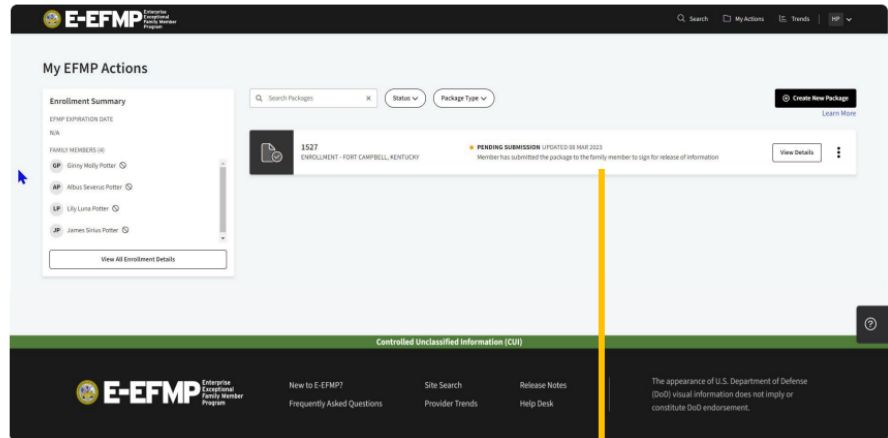 E-EFMP Enterprise
Exceptional
Family Member
Program
Search My Actions Trends HP
My EFMP Actions
Enrollment Summary
EFMP EXPIRATION DATE
N/A
FAMILY MEMBERS (4)
GP Ginny Molly Potter
AP Albus Severus Potter
LP Lily Luna Potter
JP James Sirius Potter
View All Enrollment Details
Search Packages Status Package Type
Create New Package
Learn More
1527
ENROLLMENT - FORT CAMPBELL, KENTUCKY
PENDING SUBMISSION UPDATED 08 MAR 2023
Member has submitted the package to the family member to sign for release of information
View Details
Controlled Unclassified Information (CUI)
E-EFMP Enterprise
Exceptional
Family Member
Program
New to E-EFMP?
Frequently Asked Questions
Site Search
Provider Trends
Release Notes
Help Desk
The appearance of U.S. Department of Defense
(DoD) visual information does not imply or
constitute DoD endorsement.